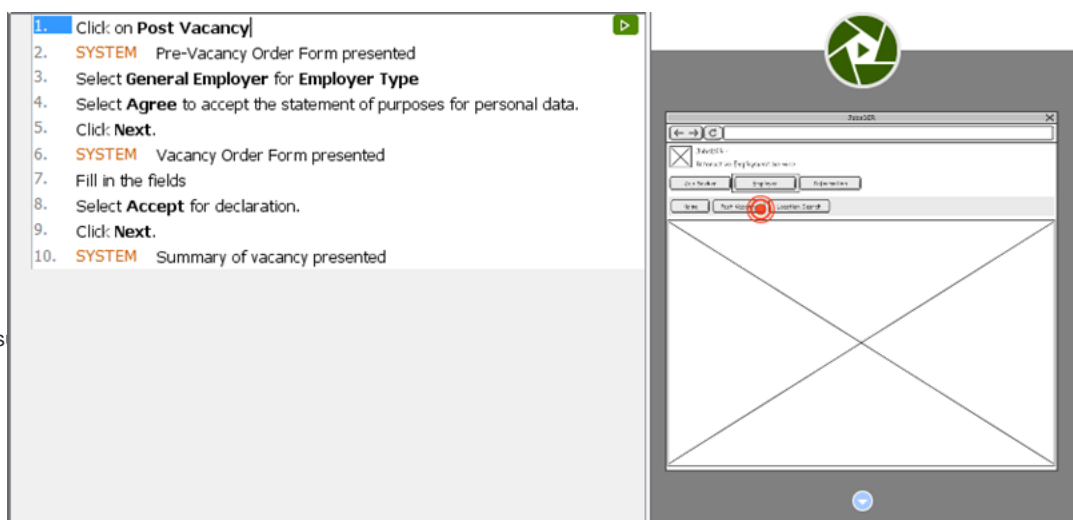 1. Click on Post Vacancy
2. SYSTEM Pre-Vacancy Order Form presented
3. Select General Employer for Employer Type
4. Select Agree to accept the statement of purposes for personal data.
5. Click Next.
6. SYSTEM Vacancy Order Form presented
7. Fill in the fields
8. Select Accept for declaration.
9. Click Next.
10. SYSTEM Summary of vacancy presented
Employer
Home Post Location Search